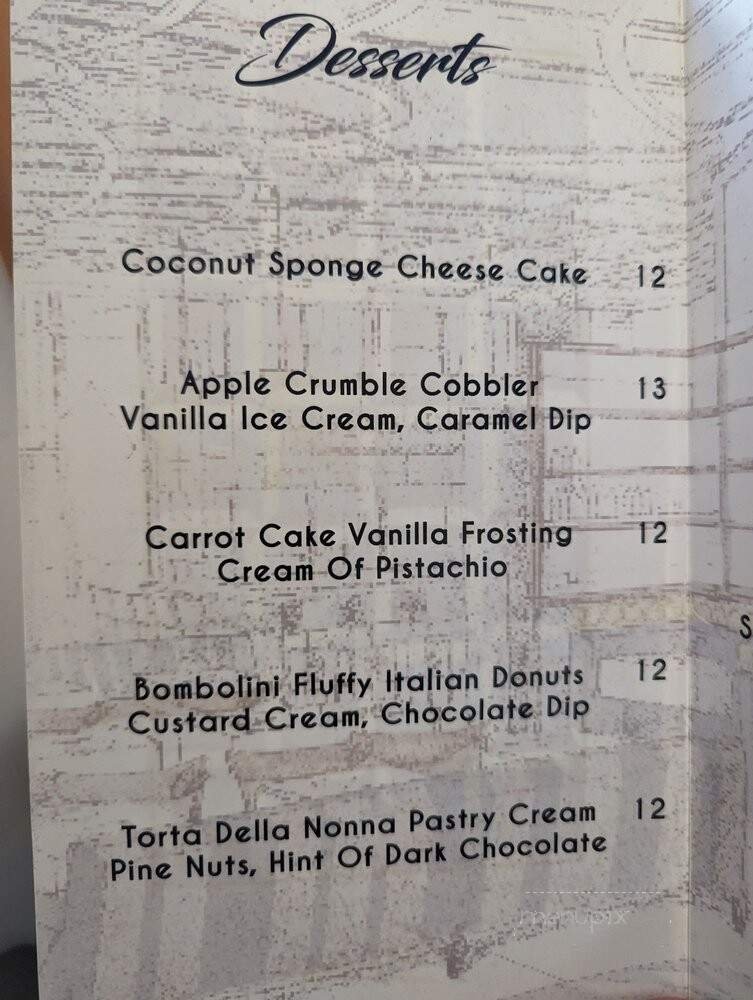 Desserts
Coconut Sponge Cheese Cake 12
Apple Crumble Cobbler 13
Vanilla Ice Cream, Caramel Dip
Carrot Cake Vanilla Frosting 12
Cream Of Pistachio
Bombolini Fluffy Italian Donuts 12
Custard Cream, Chocolate Dip
Torta Della Nonna Pastry Cream 12
Pine Nuts, Hint Of Dark Chocolate
S
menupix